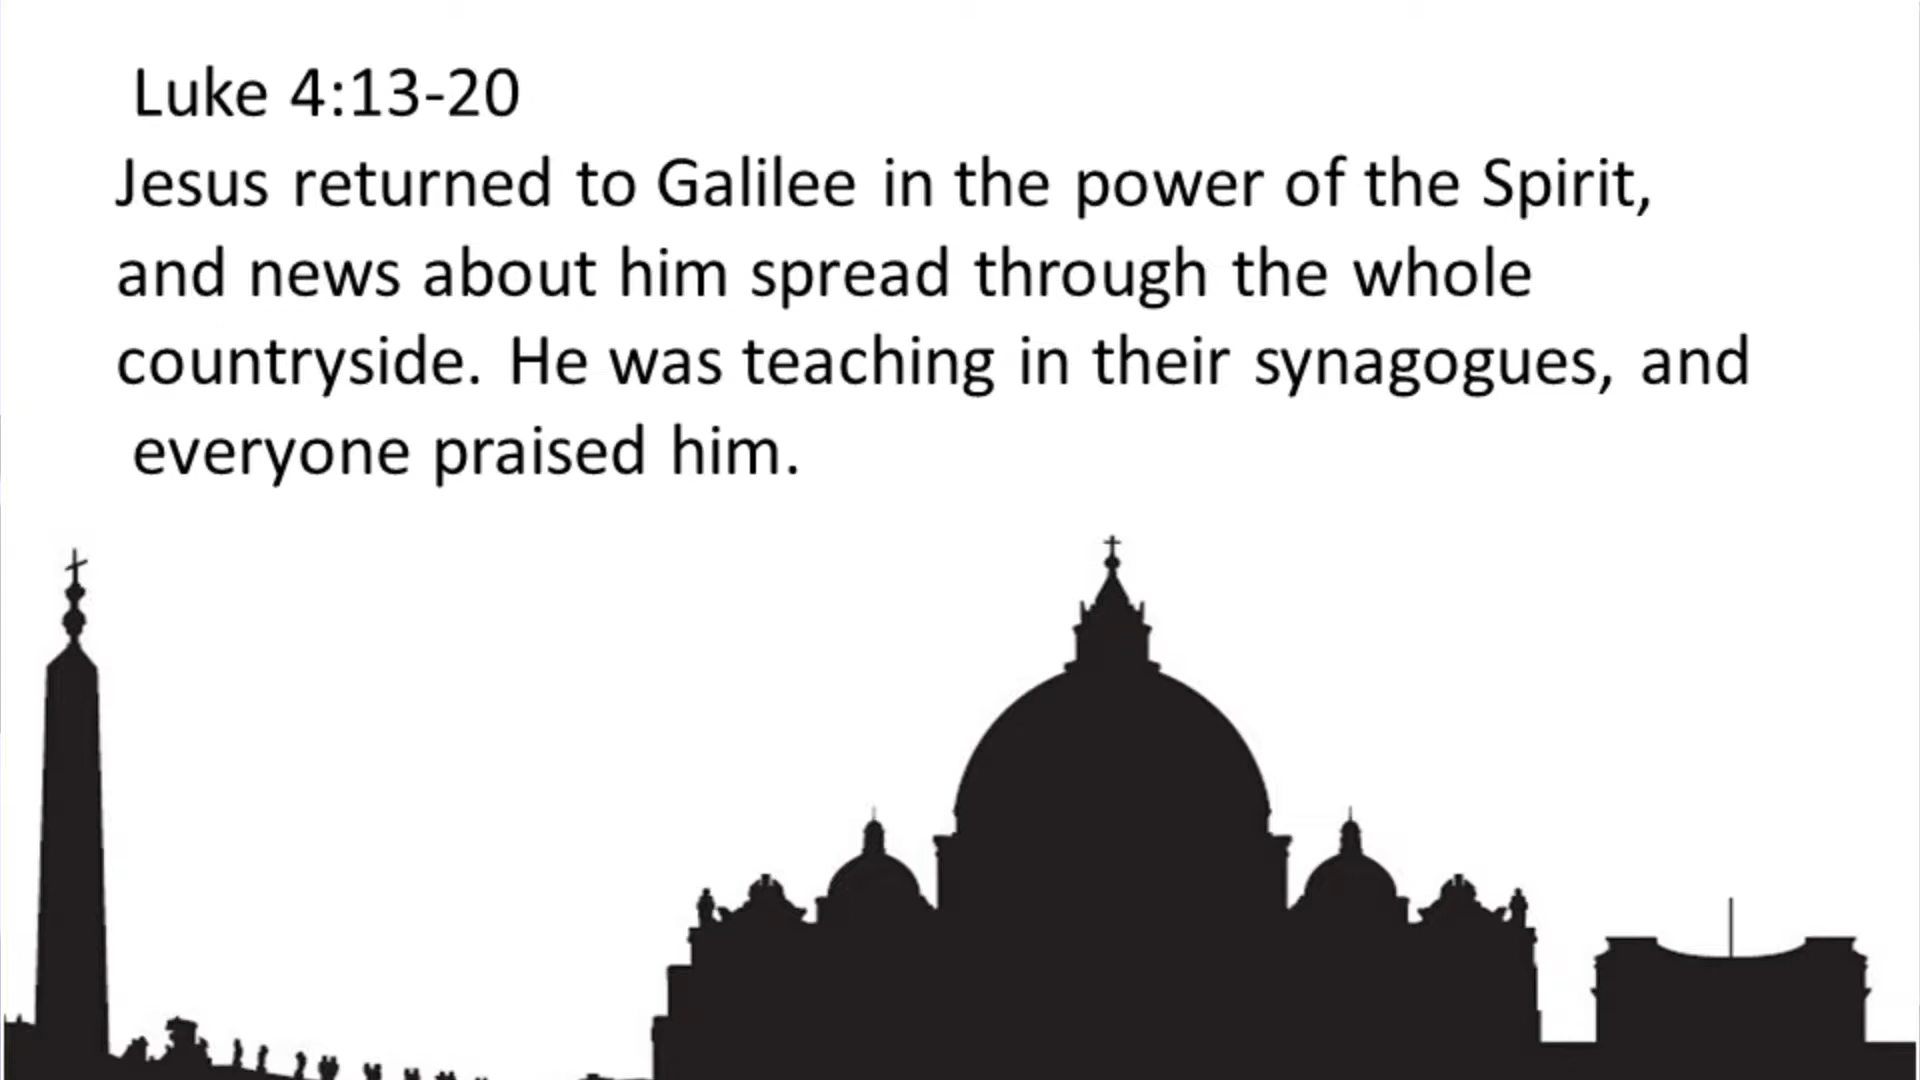 Luke 4:13-20
Jesus returned to Galilee in the power of the Spirit,
and news about him spread through the whole
countryside. He was teaching in their synagogues, and
everyone praised him.